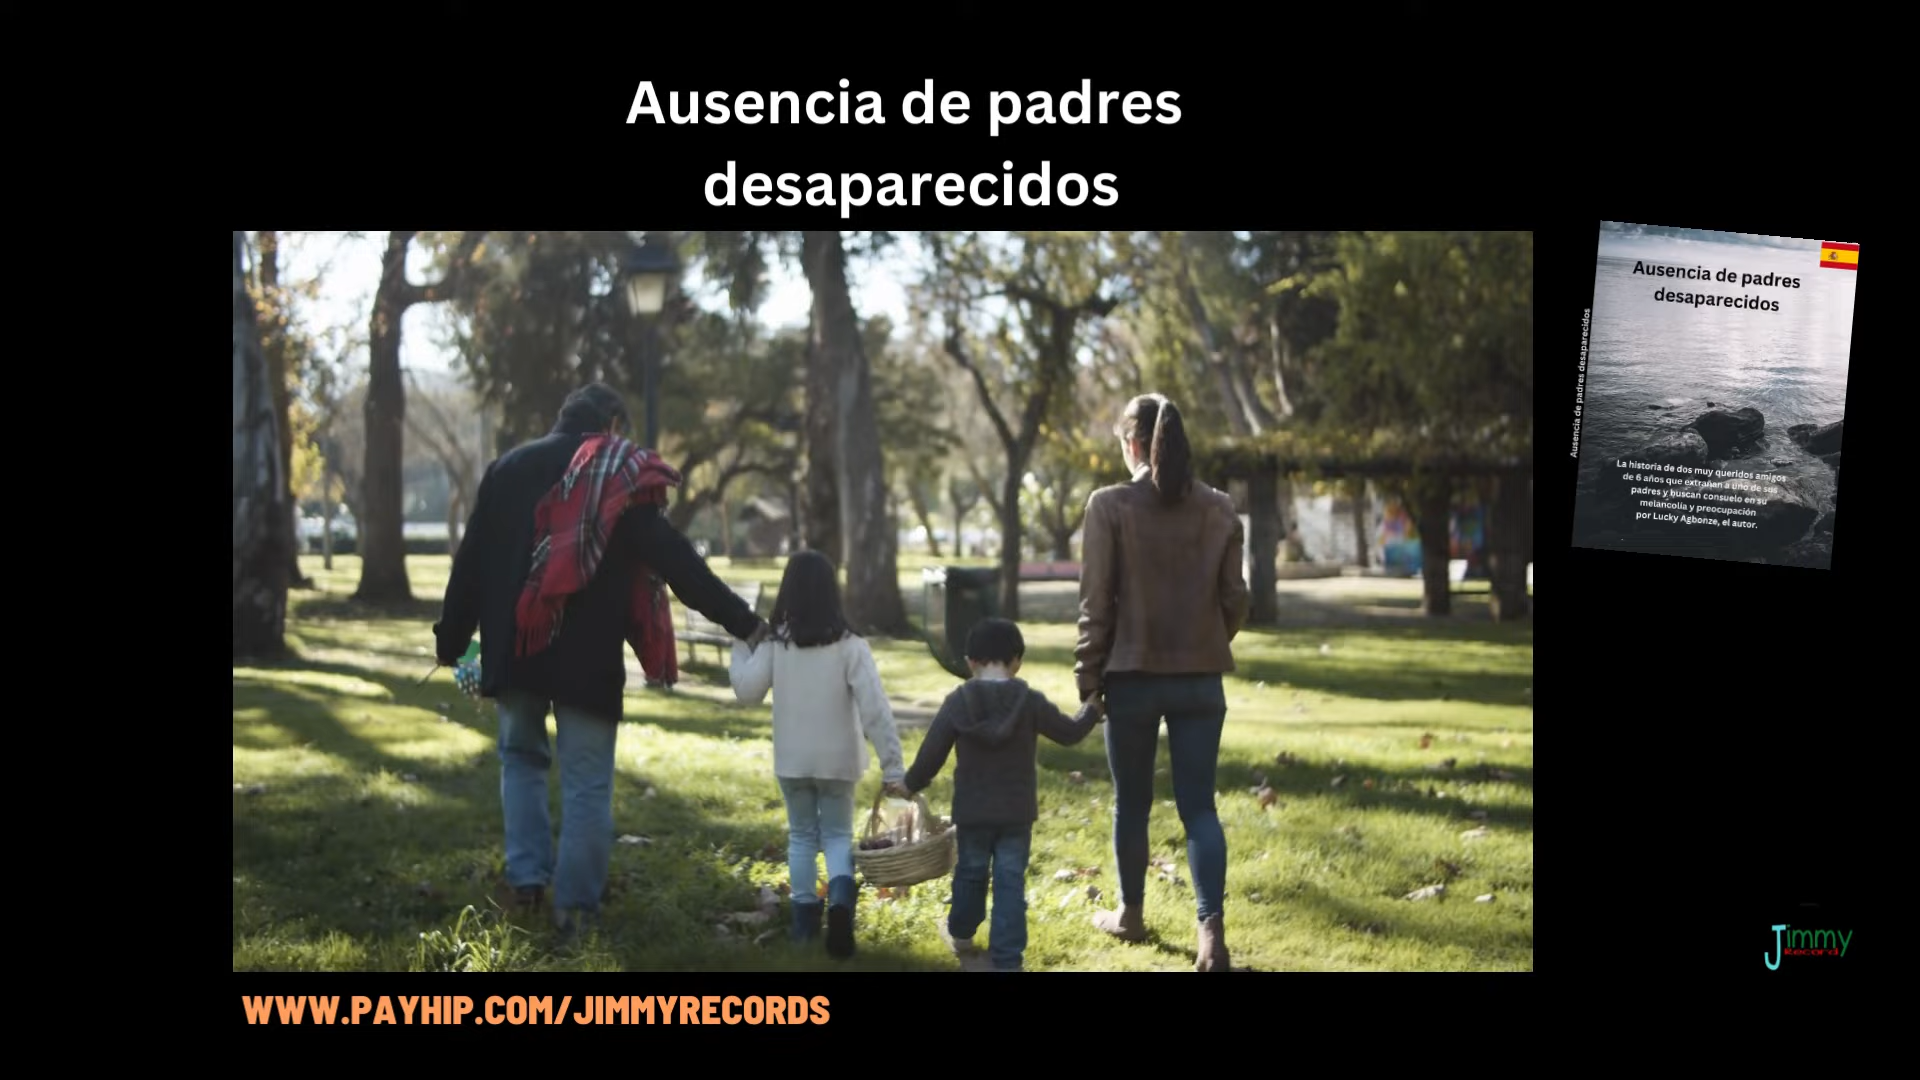 Ausencia de padres
desaparecidos
Ausencia de padres
desaparecidos
Ausencia de padres desaparecidos
La historia de dos muy queridos amigos
de 6 años que extrañan a uno de sus
padres y buscan consuelo en su
melancolía y preocupación
por Lucky Agbonze, el autor.
Jimmy
Record
WWW.PAYHIP.COM/JIMMYRECORDS